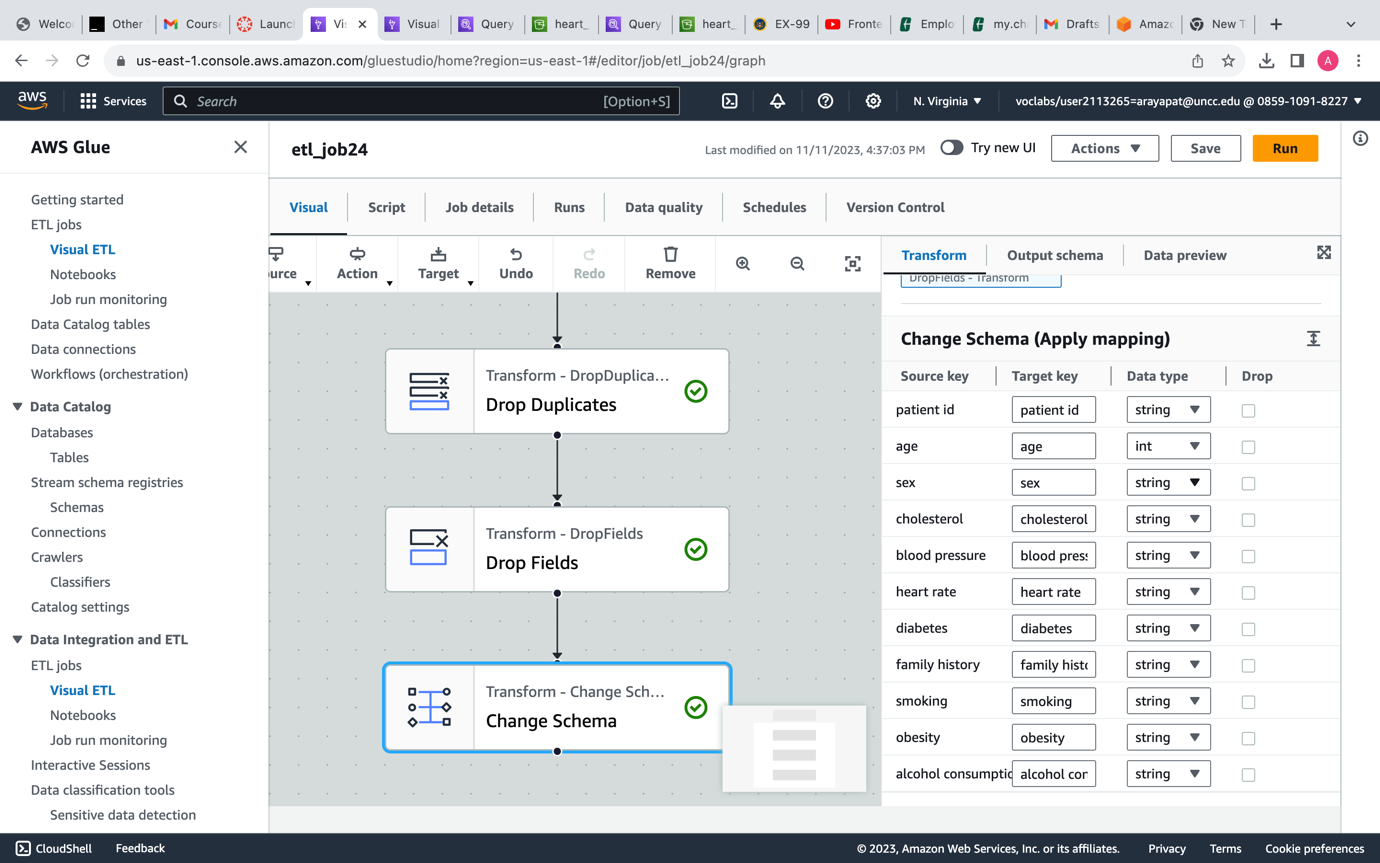 Welco
Other
Course
Launch
Vis
Visual
Query
heart_
Query
heart_
EX-99
Fronte
Emplo
my.cha
Drafts
Amazo
New T
us-east-1.console.aws.amazon.com/gluestudio/home?region=us-east-1#/editor/job/etl_job24/graph
A
aws
Services
Search
[Option+S]
N. Virginia
voclabs/user2113265=arayapat@uncc.edu @ 0859-1091-8227
AWS Glue
etl_job24
Last modified on 11/11/2023, 4:37:03 PM
Try new UI
Actions
Save
Run
Getting started
ETL jobs
Visual ETL
Notebooks
Job run monitoring
Data Catalog tables
Data connections
Workflows (orchestration)
Data Catalog
Databases
Tables
Stream schema registries
Schemas
Connections
Crawlers
Classifiers
Catalog settings
Data Integration and ETL
ETL jobs
Visual ETL
Notebooks
Job run monitoring
Interactive Sessions
Data classification tools
Sensitive data detection
Visual
Script
Job details
Runs
Data quality
Schedules
Version Control
urce
Action
Target
Undo
Redo
Remove
Transform - DropDuplica...
Drop Duplicates
Transform - DropFields
Drop Fields
Transform - Change Sch...
Change Schema
Transform
Output schema
Data preview
DropFields - Transform
Change Schema (Apply mapping)
Source key Target key Data type Drop
patient id patient id string
age age int
sex sex string
cholesterol cholesterol string
blood pressure blood press string
heart rate heart rate string
diabetes diabetes string
family history family histo string
smoking smoking string
obesity obesity string
alcohol consumptio alcohol con string
CloudShell
Feedback
© 2023, Amazon Web Services, Inc. or its affiliates.
Privacy
Terms
Cookie preferences